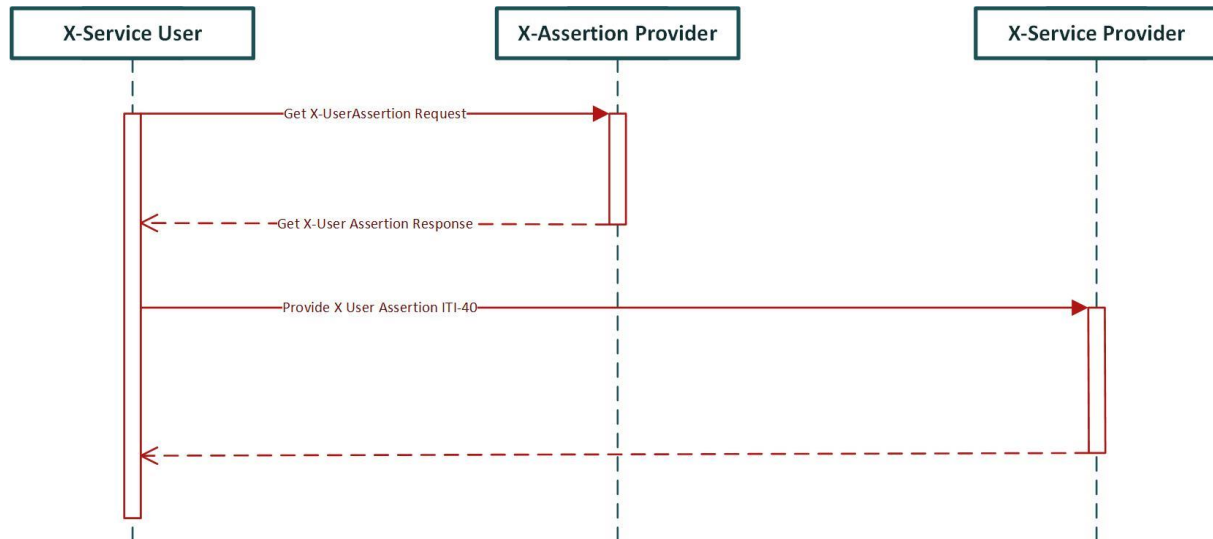 X-Service User
X-Assertion Provider
X-Service Provider
Get X-UserAssertion Request
Get X-User Assertion Response
Provide X User Assertion ITI-40